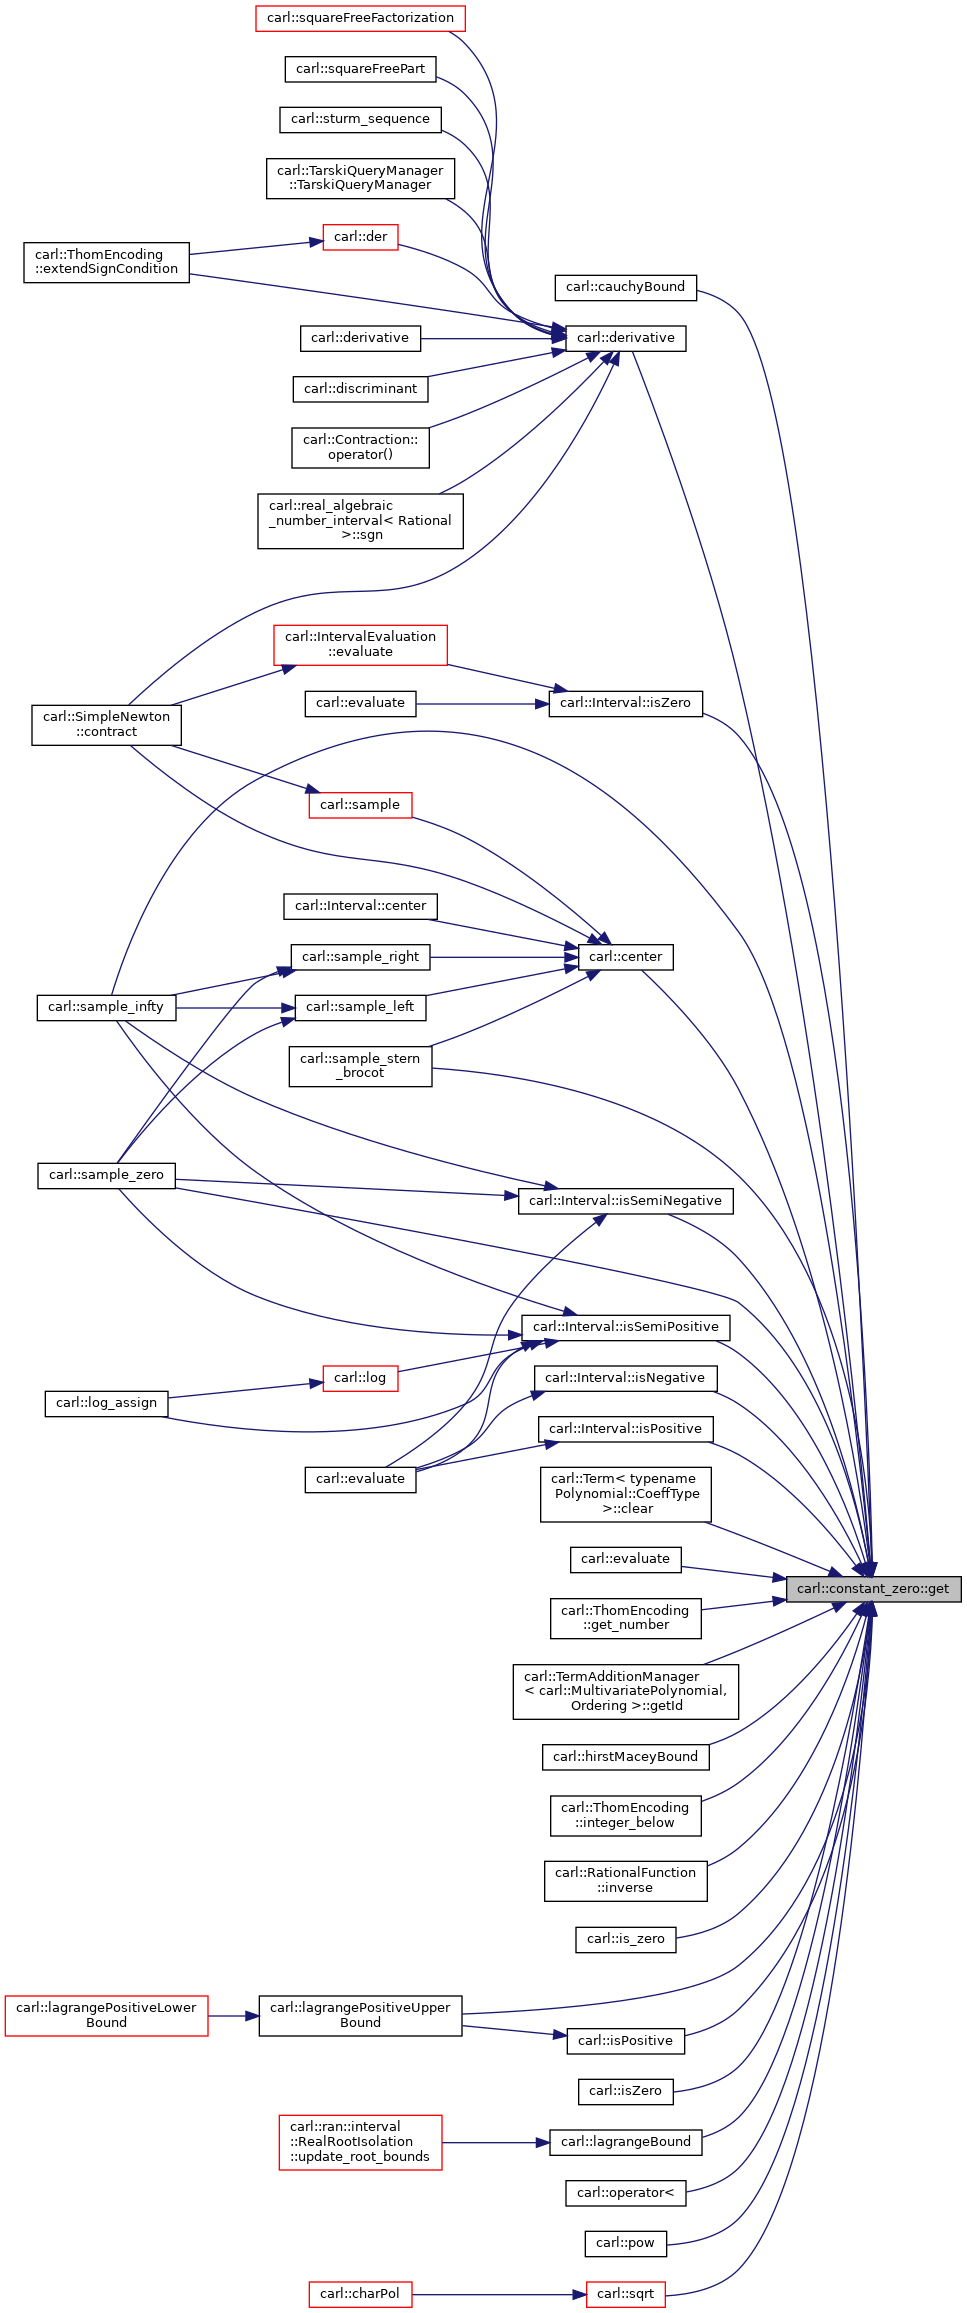 carl::squareFreeFactorization
carl::squareFreePart
carl::sturm_sequence
carl::TarskiQueryManager
::TarskiQueryManager
carl::der
carl::ThomEncoding
::extendSignCondition
carl::cauchyBound
carl::derivative
carl::derivative
carl::discriminant
carl::Contraction::
operator()
carl::real_algebraic
_number_interval< Rational
>::sgn
carl::IntervalEvaluation
::evaluate
carl::evaluate
carl::Interval::isZero
carl::SimpleNewton
::contract
carl::sample
carl::Interval::center
carl::sample_right
carl::center
carl::sample_infty
carl::sample_left
carl::sample_stern
_brocot
carl::sample_zero
carl::Interval::isSemiNegative
carl::Interval::isSemiPositive
carl::log
carl::Interval::isNegative
carl::log_assign
carl::Interval::isPositive
carl::evaluate
carl::Term< typename
Polynomial::CoeffType
>::clear
carl::evaluate
carl::constant_zero::get
carl::ThomEncoding
::get_number
carl::TermAdditionManager
< carl::MultivariatePolynomial,
Ordering >::getId
carl::hirstMaceyBound
carl::ThomEncoding
::integer_below
carl::RationalFunction
::inverse
carl::is_zero
carl::lagrangePositiveLower
Bound
carl::lagrangePositiveUpper
Bound
carl::isPositive
carl::isZero
carl::ran::interval
::RealRootIsolation
::update_root_bounds
carl::lagrangeBound
carl::operator<
carl::pow
carl::charPol
carl::sqrt